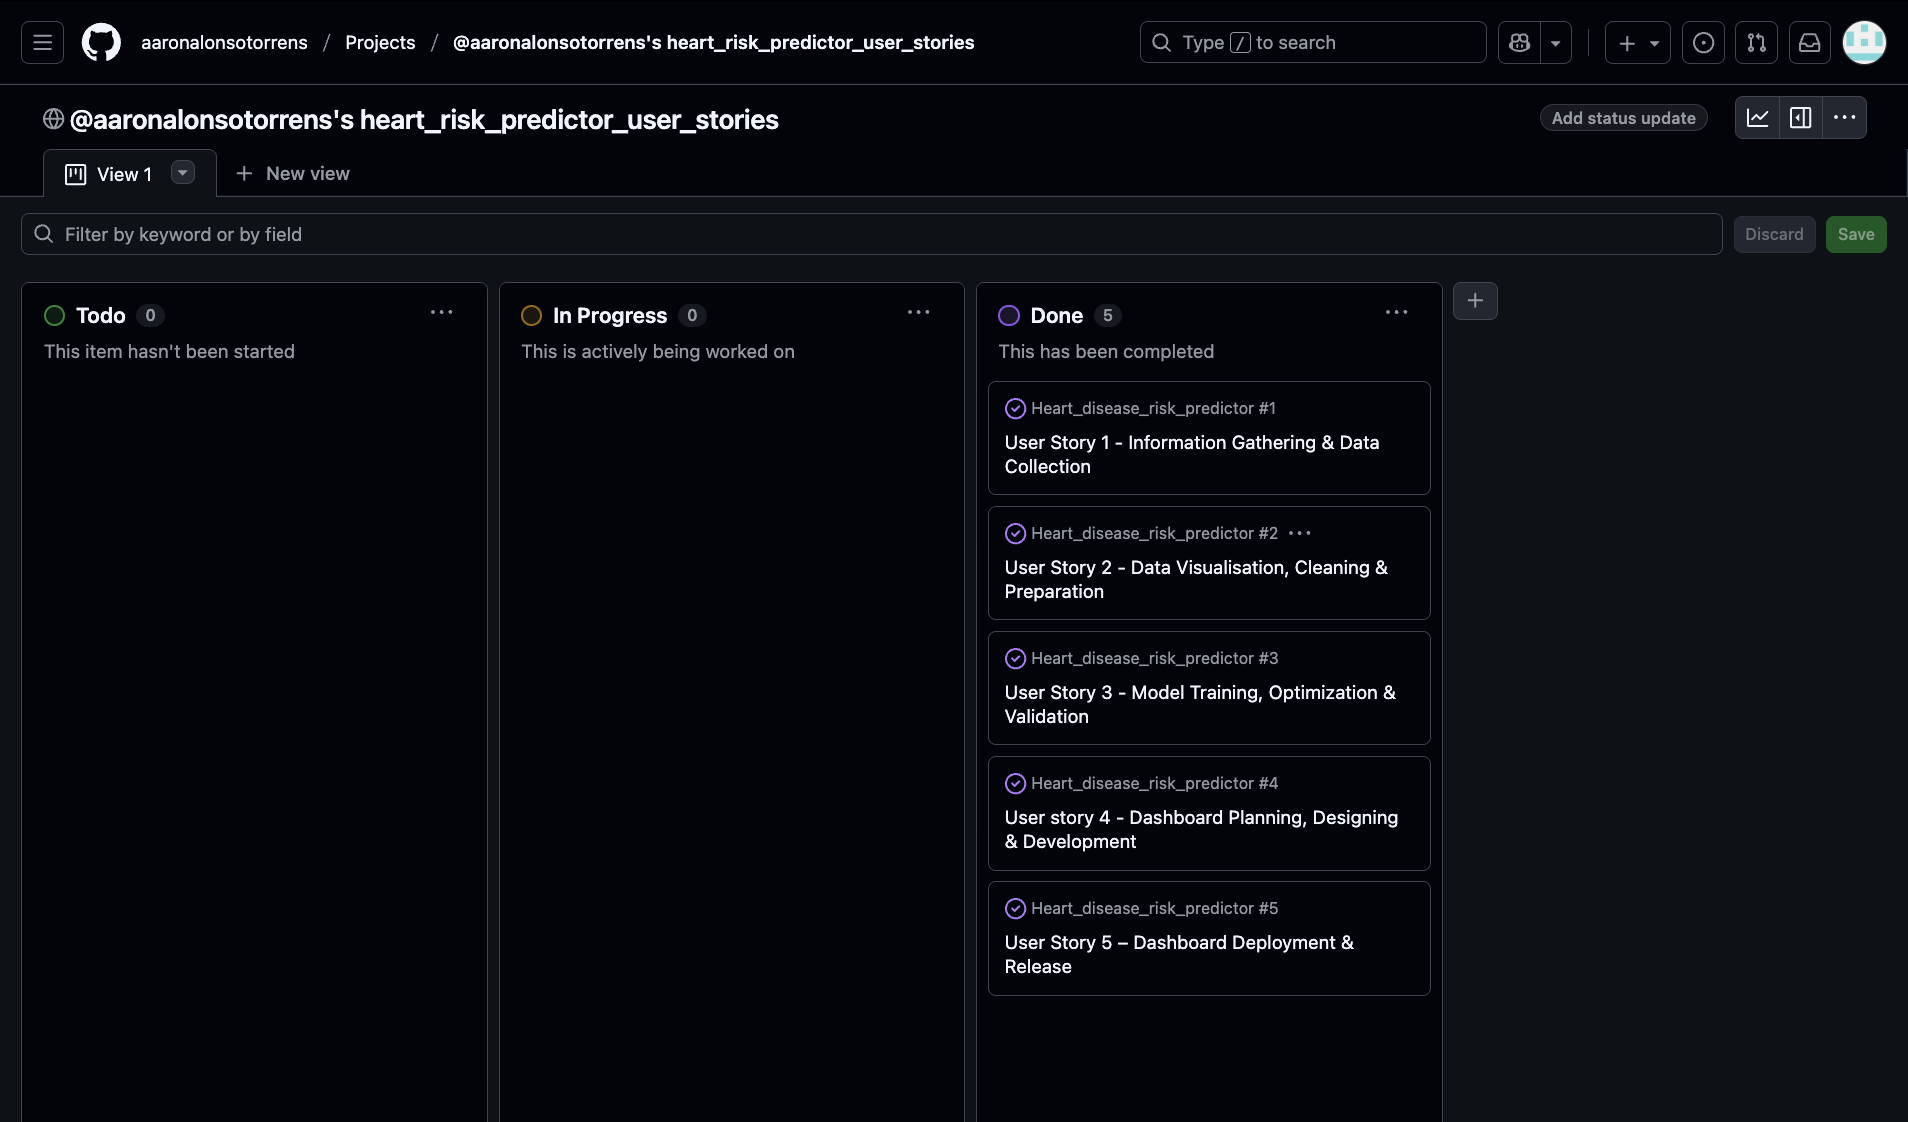 aaronalonsotorrens / Projects / @aaronalonsotorrens's heart_risk_predictor_user_stories
Type / to search
@aaronalonsotorrens's heart_risk_predictor_user_stories
Add status update
View 1
New view
Filter by keyword or by field
Discard
Save
Todo 0
This item hasn't been started
In Progress 0
This is actively being worked on
Done 5
This has been completed
Heart_disease_risk_predictor #1
User Story 1 - Information Gathering & Data
Collection
Heart_disease_risk_predictor #2
User Story 2 - Data Visualisation, Cleaning &
Preparation
Heart_disease_risk_predictor #3
User Story 3 - Model Training, Optimization &
Validation
Heart_disease_risk_predictor #4
User story 4 - Dashboard Planning, Designing
& Development
Heart_disease_risk_predictor #5
User Story 5 – Dashboard Deployment &
Release